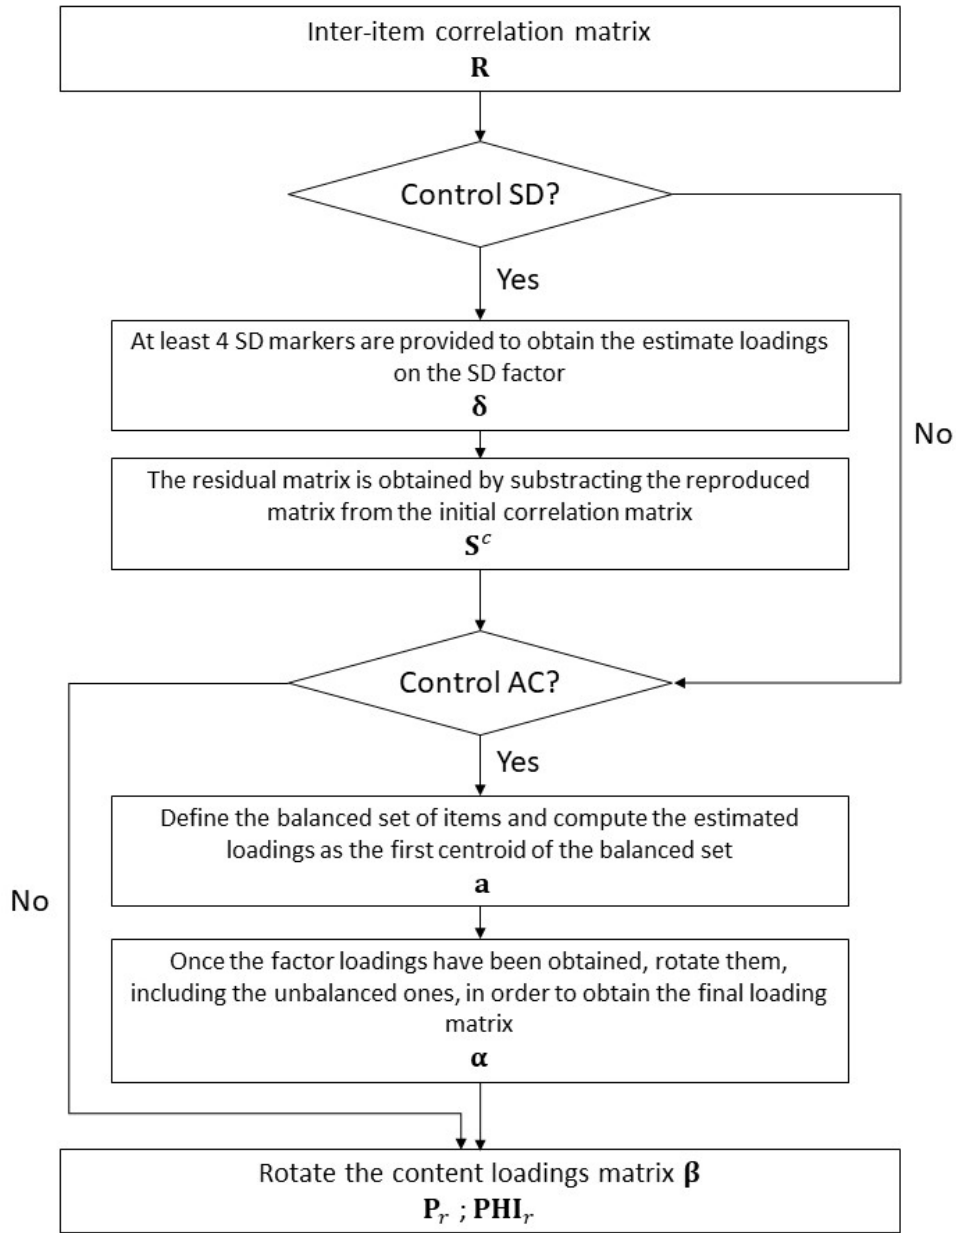 Inter-item correlation matrix
R
Control SD?
Yes
No
At least 4 SD markers are provided to obtain the estimate loadings
on the SD factor
δ
The residual matrix is obtained by substracting the reproduced
matrix from the initial correlation matrix
Sᶜ
Control AC?
Yes
No
Define the balanced set of items and compute the estimated
loadings as the first centroid of the balanced set
a
Once the factor loadings have been obtained, rotate them,
including the unbalanced ones, in order to obtain the final loading
matrix
α
Rotate the content loadings matrix β
Pᵣ ; PHIᵣ